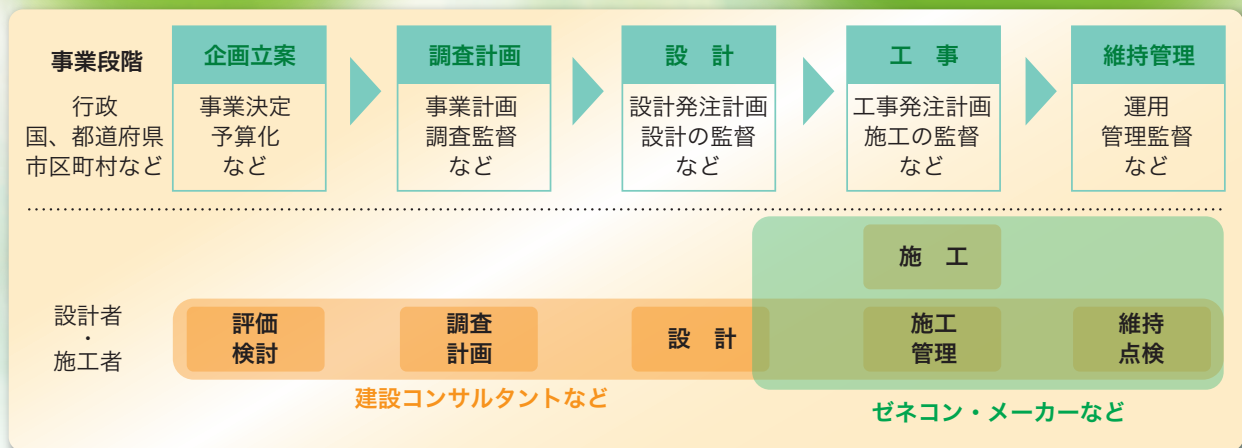 事業段階
行政
国、都道府県
市区町村など
企画立案
事業決定
予算化
など
調査計画
事業計画
調査監督
など
設 計
設計発注計画
設計の監督
など
工 事
工事発注計画
施工の監督
など
維持管理
運用
管理監督
など
設計者
・
施工者
評価
検討
調査
計画
設 計
施 工
施工
管理
維持
点検
建設コンサルタントなど
ゼネコン・メーカーなど